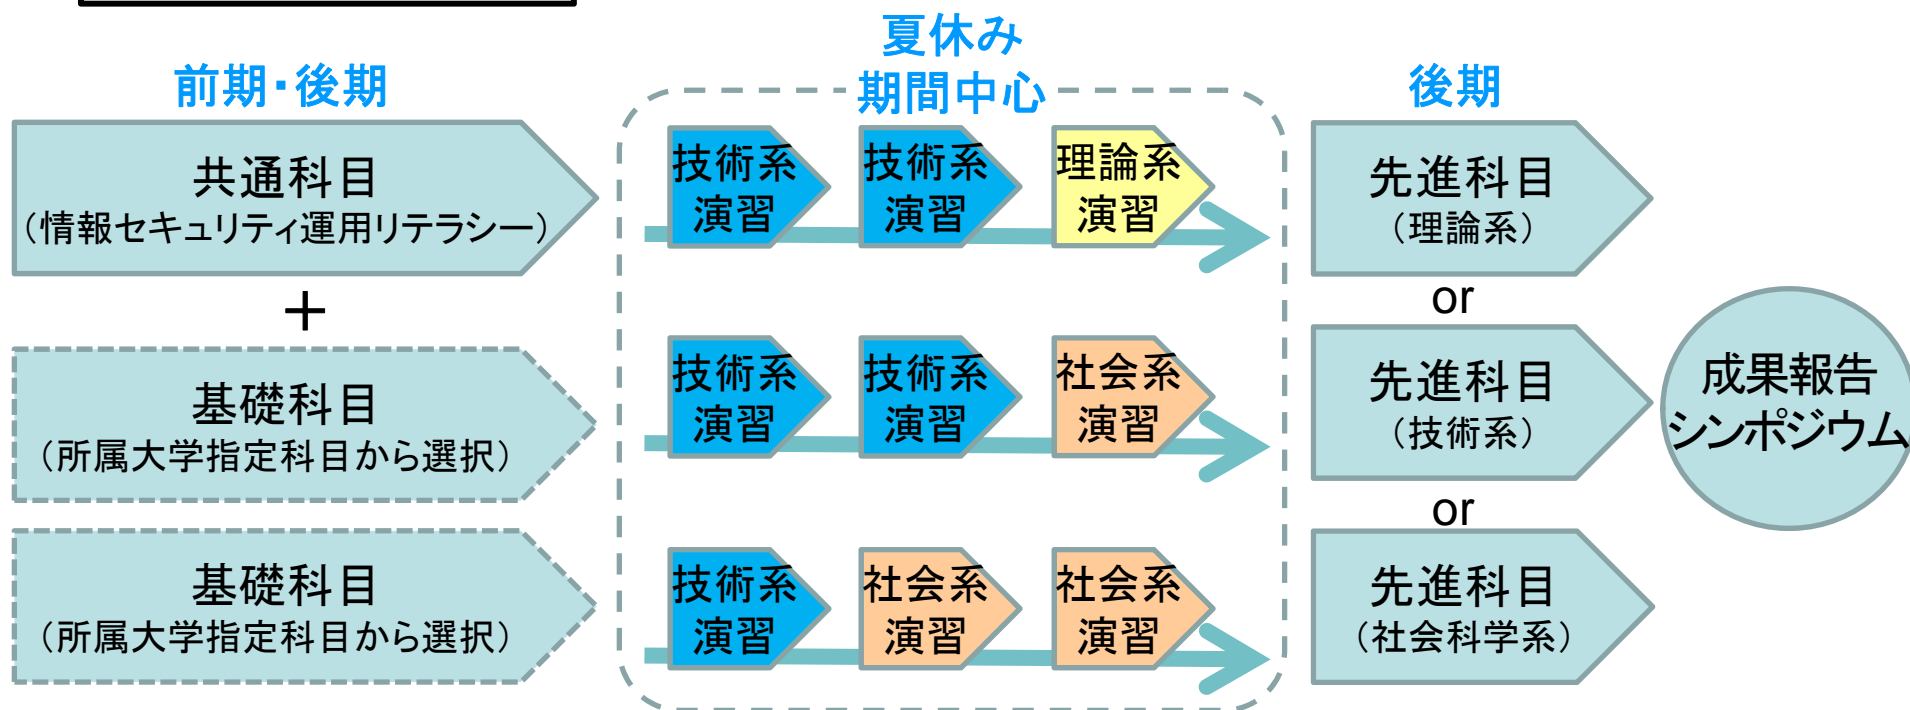 前期・後期
共通科目
（情報セキュリティ運用リテラシー）
＋
基礎科目
（所属大学指定科目から選択）
基礎科目
（所属大学指定科目から選択）
夏休み
期間中心
技術系
演習
技術系
演習
理論系
演習
技術系
演習
技術系
演習
社会系
演習
技術系
演習
社会系
演習
社会系
演習
後期
先進科目
（理論系）
or
先進科目
（技術系）
or
先進科目
（社会科学系）
成果報告
シンポジウム